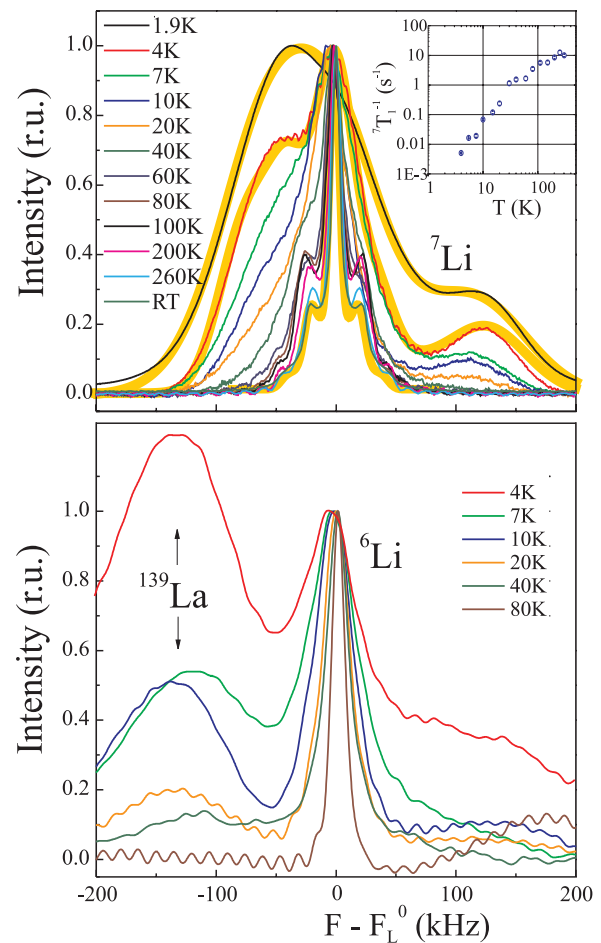 1.0
0.8
0.6
0.4
0.2
0.0
Intensity (r.u.)
1.9K
4K
7K
10K
20K
40K
60K
80K
100K
200K
260K
RT
⁷T₁⁻¹ (s⁻¹)
100
10
1
0.1
0.01
1E-3
1 10 100
T (K)
⁷Li
1.0
0.8
0.6
0.4
0.2
0.0
Intensity (r.u.)
¹³⁹La
⁶Li
4K
7K
10K
20K
40K
80K
-200 -100 0 100 200
F - F_L⁰ (kHz)